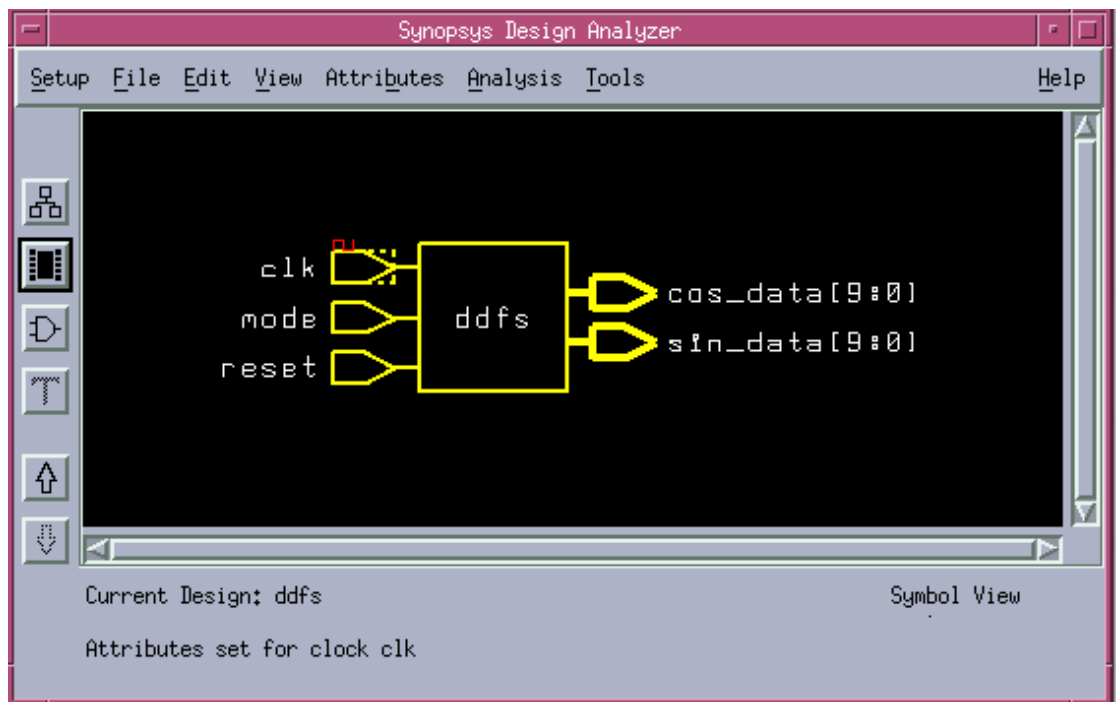 Synopsys Design Analyzer
Setup File Edit View Attributes Analysis Tools Help
clk
mode
reset
ddfs
cos_data[9:0]
sin_data[9:0]
Current Design: ddfs
Symbol View
Attributes set for clock clk